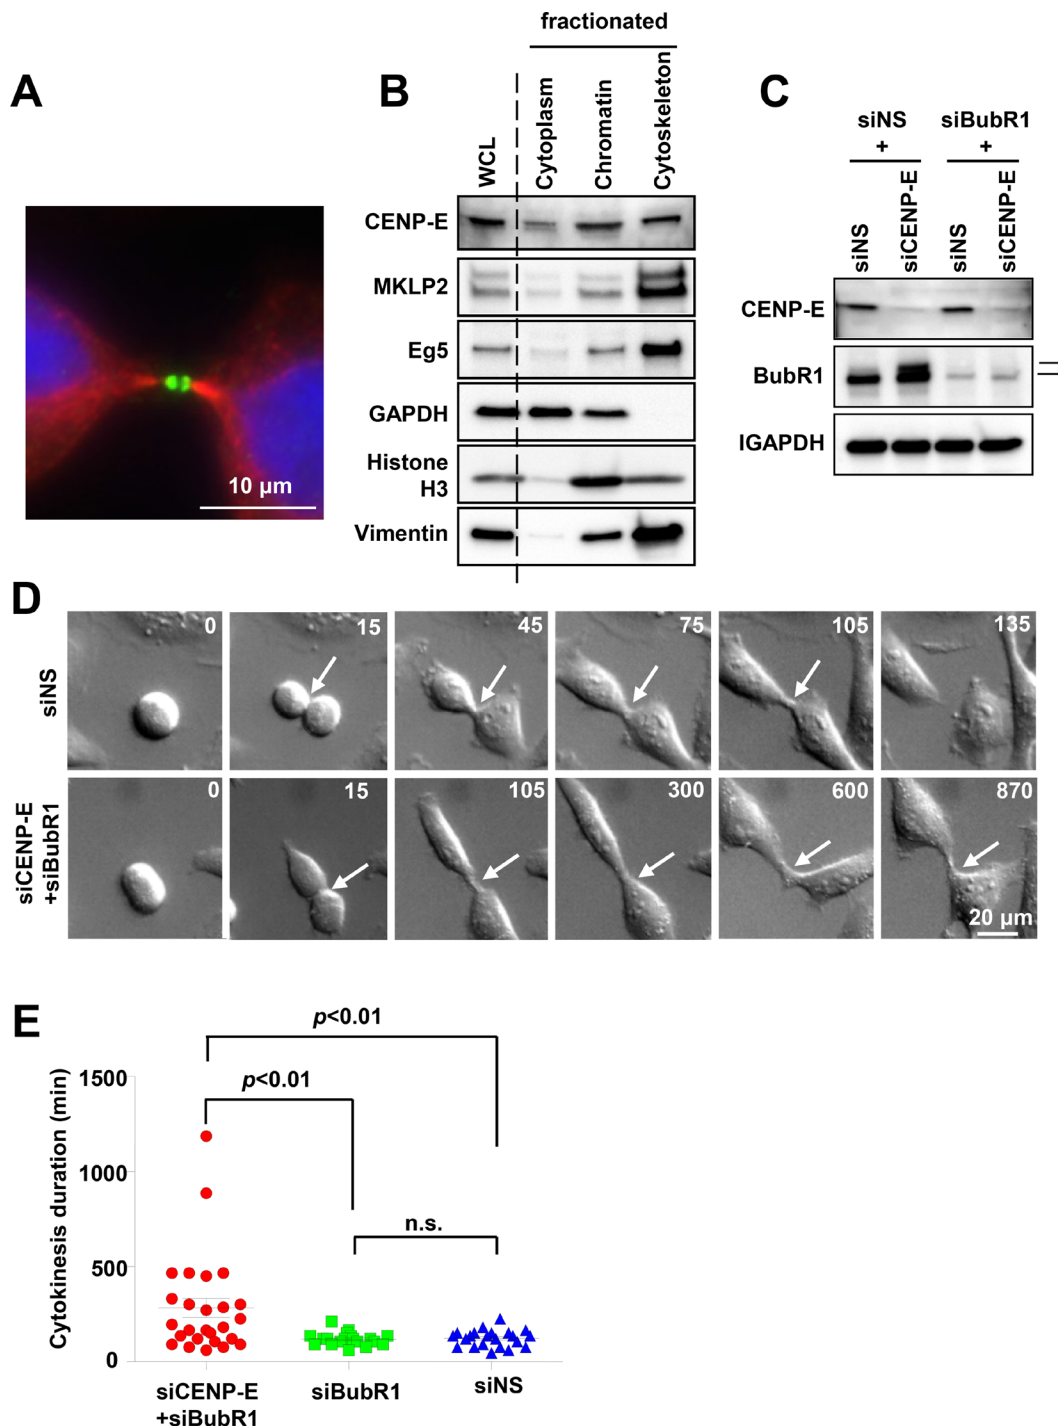 A
10 µm
B
fractionated
WCL
Cytoplasm
Chromatin
Cytoskeleton
CENP-E
MKLP2
Eg5
GAPDH
Histone
H3
Vimentin
C
siNS
+
siBubR1
+
siNS
siCENP-E
siNS
siCENP-E
CENP-E
BubR1
IGAPDH
D
siNS
0
15
45
75
105
135
siCENP-E
+siBubR1
0
15
105
300
600
870
20 µm
E
Cytokinesis duration (min)
1500
1000
500
0
p<0.01
p<0.01
n.s.
siCENP-E
+siBubR1
siBubR1
siNS